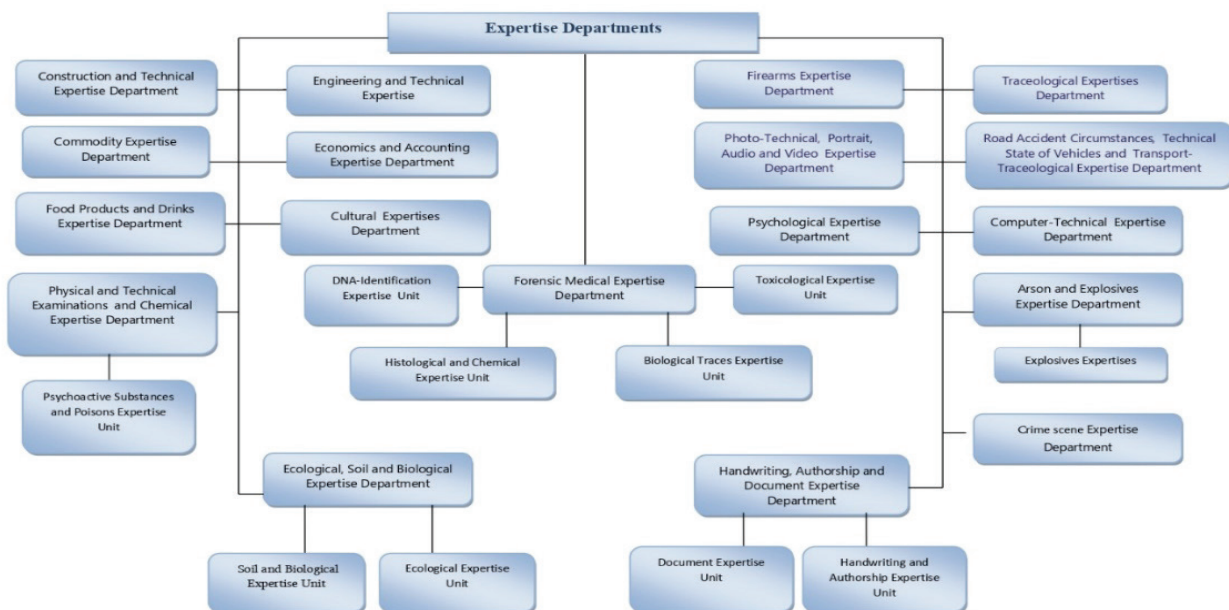 Expertise Departments
Construction and Technical
Expertise Department
Engineering and Technical
Expertise
Firearms Expertise
Department
Traceological Expertises
Department
Commodity Expertise
Department
Economics and Accounting
Expertise Department
Photo-Technical, Portrait,
Audio and Video Expertise
Department
Road Accident Circumstances, Technical
State of Vehicles and Transport-
Traceological Expertise Department
Food Products and Drinks
Expertise Department
Cultural Expertises
Department
Psychological Expertise
Department
Computer-Technical Expertise
Department
Physical and Technical
Examinations and Chemical
Expertise Department
DNA-Identification
Expertise Unit
Forensic Medical Expertise
Department
Toxicological Expertise
Unit
Arson and Explosives
Expertise Department
Histological and Chemical
Expertise Unit
Biological Traces Expertise
Unit
Explosives Expertises
Psychoactive Substances
and Poisons Expertise
Unit
Crime scene Expertise
Department
Ecological, Soil and Biological
Expertise Department
Handwriting, Authorship and
Document Expertise
Department
Soil and Biological
Expertise Unit
Ecological Expertise
Unit
Document Expertise
Unit
Handwriting and
Authorship Expertise
Unit